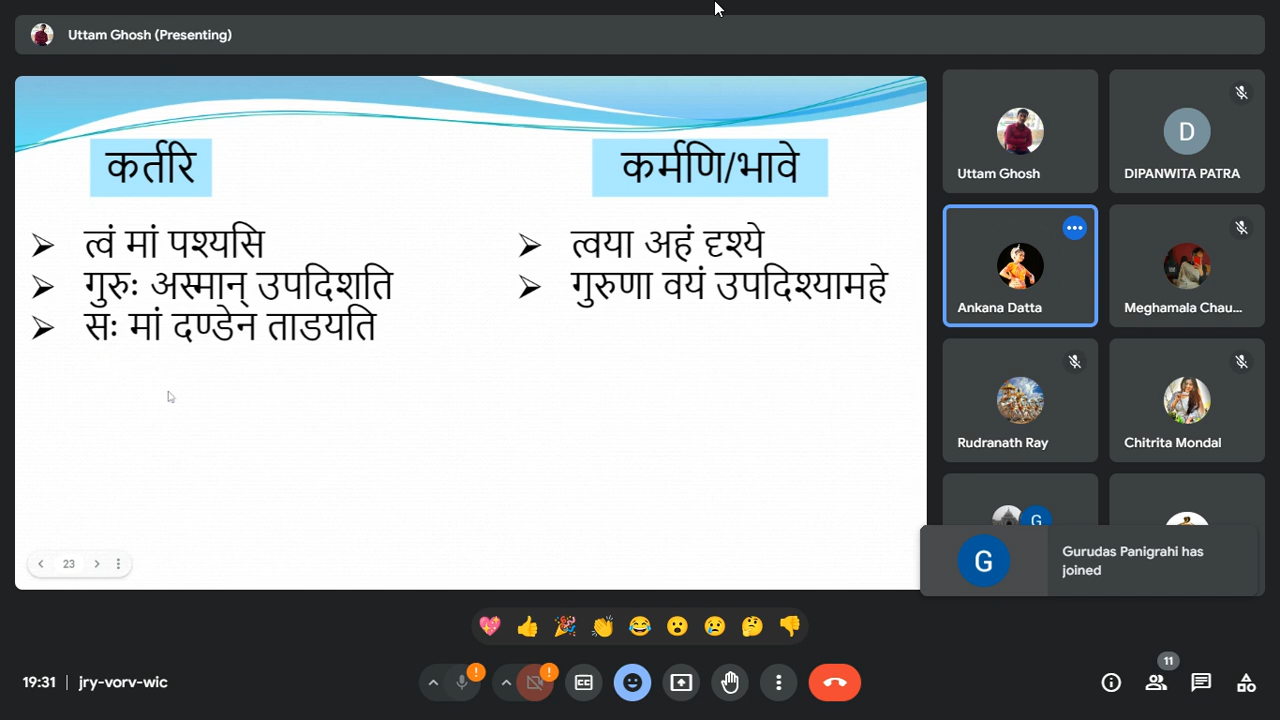 Uttam Ghosh (Presenting)
कर्तरि
कर्मणि/भावे
➢ त्वं मां पश्यसि
➢ गुरुः अस्मान् उपदिशति
➢ सः मां दण्डेन ताडयति
➢ त्वया अहं दृश्ये
➢ गुरुणा वयं उपदिश्यामहे
23
Uttam Ghosh
D
DIPANWITA PATRA
Ankana Datta
Meghamala Chau...
Rudranath Ray
Chitrita Mondal
G
G
Gurudas Panigrahi has
joined
19:31 | jry-vorv-wic
11